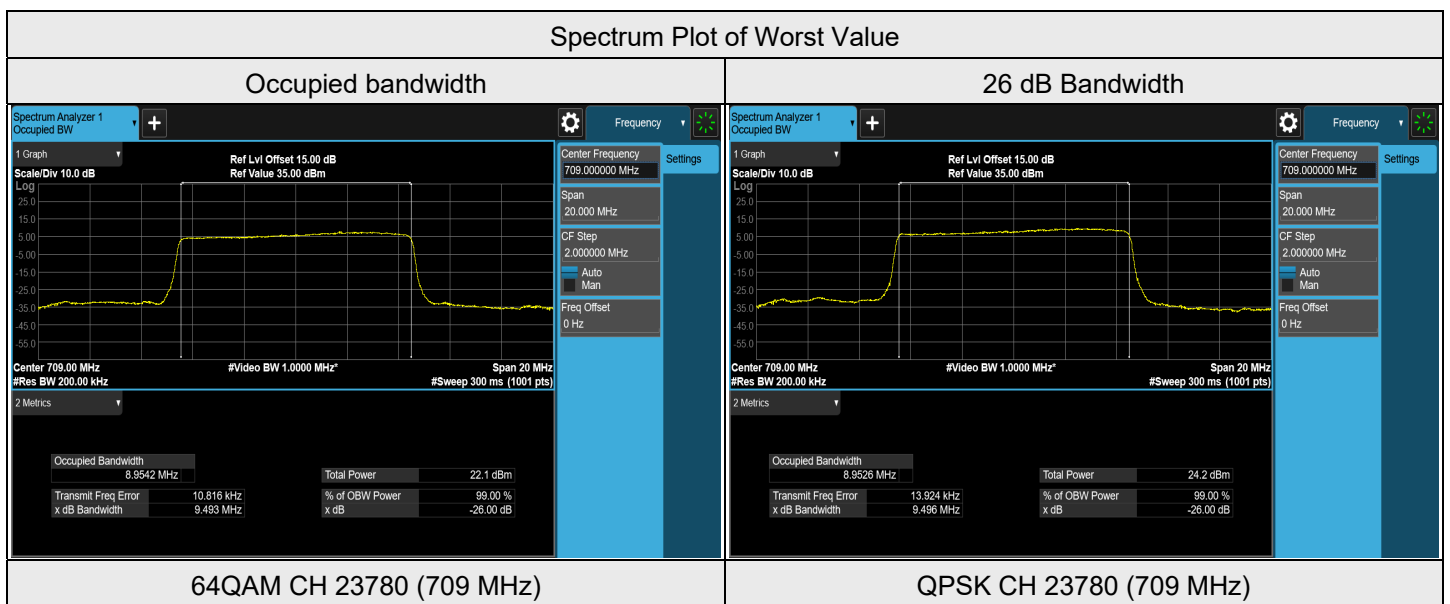 Spectrum Plot of Worst Value
Occupied bandwidth
26 dB Bandwidth
Spectrum Analyzer 1
Occupied BW
+
Frequency
1 Graph
Scale/Div 10.0 dB
Ref Lvl Offset 15.00 dB
Ref Value 35.00 dBm
Log
25.0
15.0
5.00
-5.00
-15.0
-25.0
-35.0
-45.0
-55.0
Center 709.00 MHz
#Res BW 200.00 kHz
#Video BW 1.0000 MHz*
Span 20 MHz
#Sweep 300 ms (1001 pts)
Center Frequency
709.000000 MHz
Settings
Span
20.000 MHz
CF Step
2.000000 MHz
Auto
Man
Freq Offset
0 Hz
2 Metrics
Occupied Bandwidth
8.9542 MHz
Total Power 22.1 dBm
Transmit Freq Error 10.816 kHz
% of OBW Power 99.00 %
x dB Bandwidth 9.493 MHz
x dB -26.00 dB
Spectrum Analyzer 1
Occupied BW
+
Frequency
1 Graph
Scale/Div 10.0 dB
Ref Lvl Offset 15.00 dB
Ref Value 35.00 dBm
Log
25.0
15.0
5.00
-5.00
-15.0
-25.0
-35.0
-45.0
-55.0
Center 709.00 MHz
#Res BW 200.00 kHz
#Video BW 1.0000 MHz*
Span 20 MHz
#Sweep 300 ms (1001 pts)
Center Frequency
709.000000 MHz
Settings
Span
20.000 MHz
CF Step
2.000000 MHz
Auto
Man
Freq Offset
0 Hz
2 Metrics
Occupied Bandwidth
8.9526 MHz
Total Power 24.2 dBm
Transmit Freq Error 13.924 kHz
% of OBW Power 99.00 %
x dB Bandwidth 9.496 MHz
x dB -26.00 dB
64QAM CH 23780 (709 MHz)
QPSK CH 23780 (709 MHz)